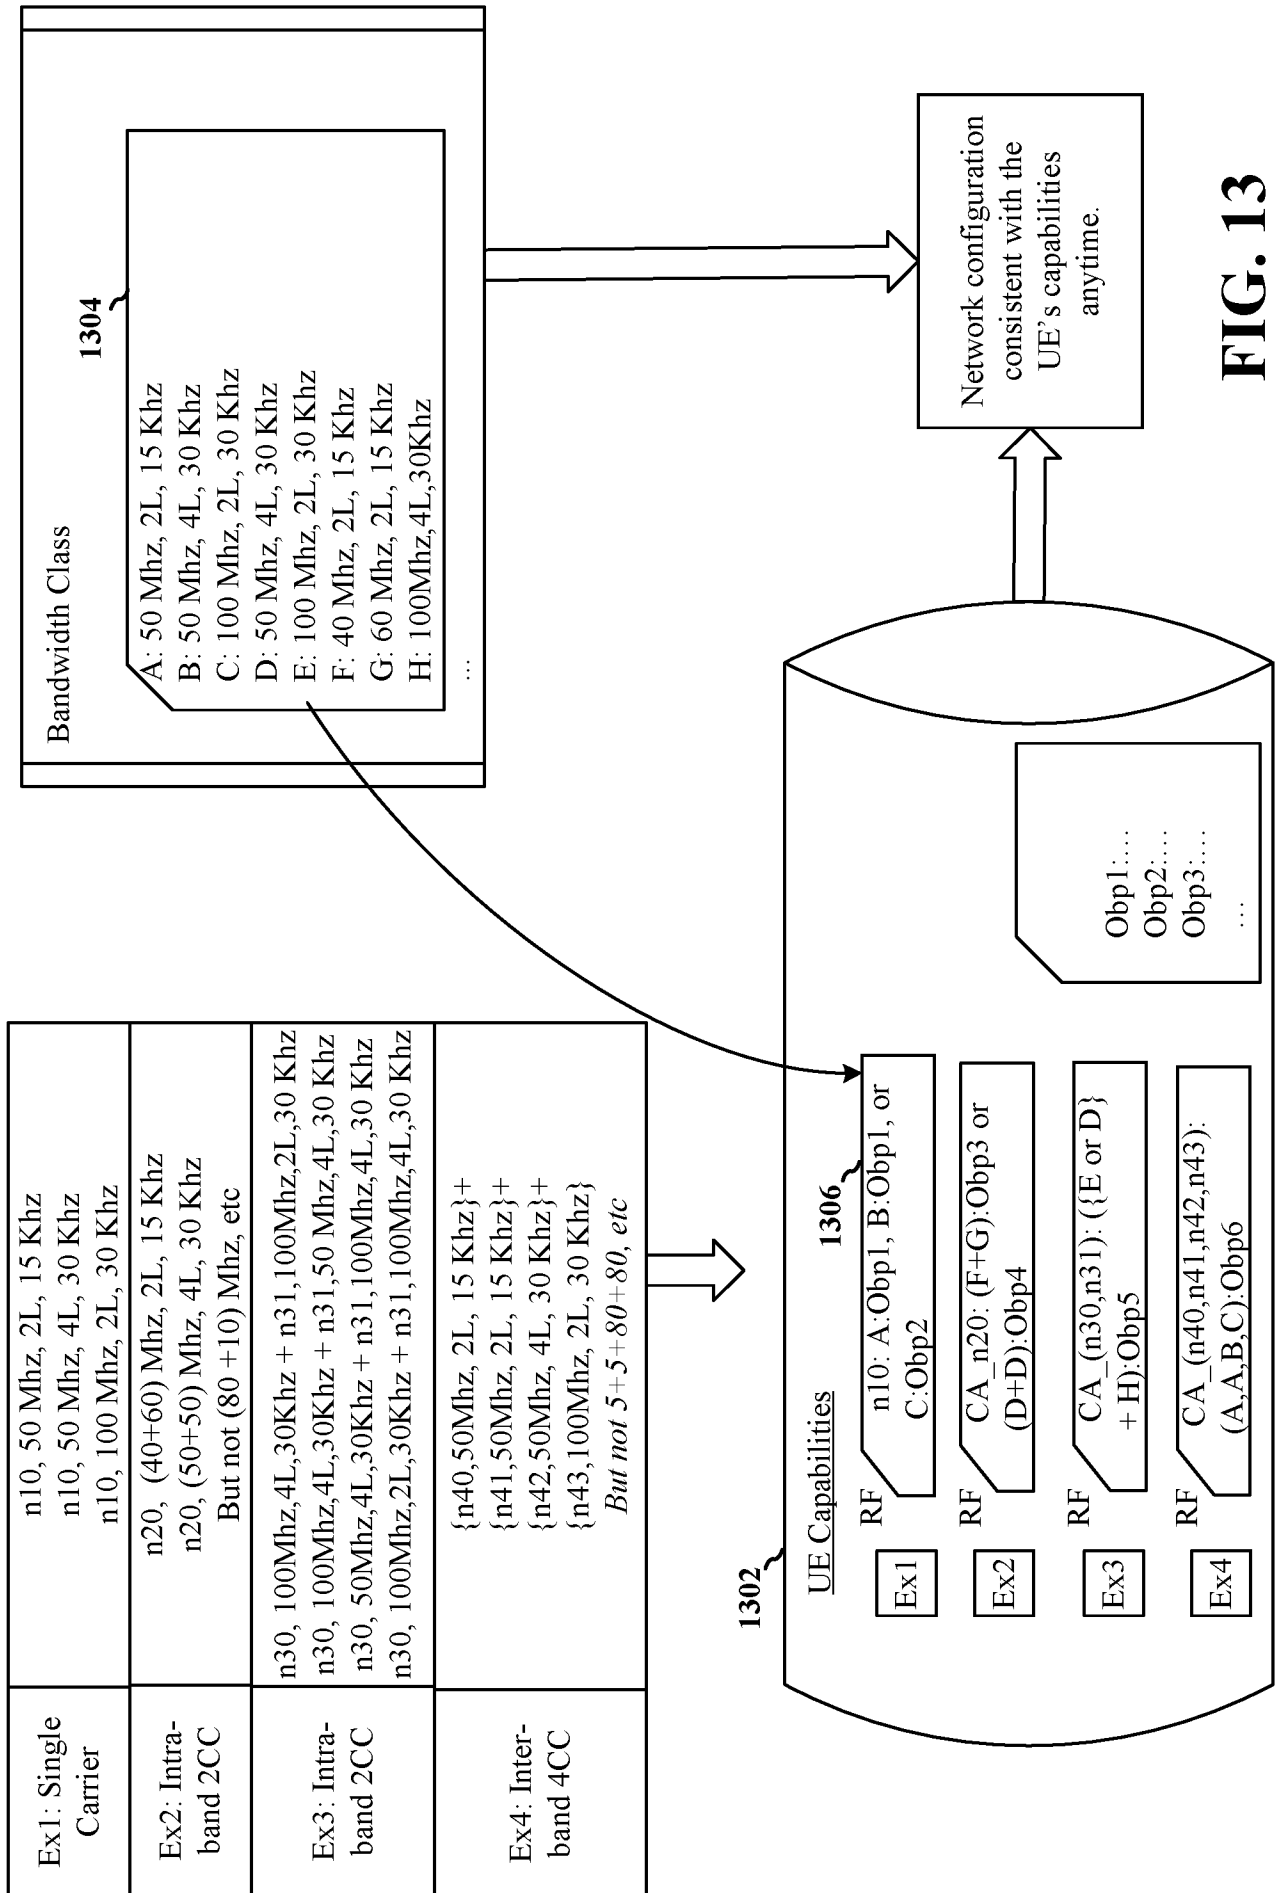 Ex1: Single
Carrier
n10, 50 Mhz, 2L, 15 Khz
n10, 50 Mhz, 4L, 30 Khz
n10, 100 Mhz, 2L, 30 Khz
Ex2: Intra-
band 2CC
n20, (40+60) Mhz, 2L, 15 Khz
n20, (50+50) Mhz, 4L, 30 Khz
But not (80 +10) Mhz, etc
Ex3: Intra-
band 2CC
n30, 100Mhz,4L,30Khz + n31,100Mhz,2L,30 Khz
n30, 100Mhz,4L,30Khz + n31,50 Mhz,4L,30 Khz
n30, 50Mhz,4L,30Khz + n31,100Mhz,4L,30 Khz
n30, 100Mhz,2L,30Khz + n31,100Mhz,4L,30 Khz
Ex4: Inter-
band 4CC
{n40,50Mhz, 2L, 15 Khz}+
{n41,50Mhz, 2L, 15 Khz}+
{n42,50Mhz, 4L, 30 Khz}+
{n43,100Mhz, 2L, 30 Khz}
But not 5+5+80+80, etc
Bandwidth Class
1304
A: 50 Mhz, 2L, 15 Khz
B: 50 Mhz, 4L, 30 Khz
C: 100 Mhz, 2L, 30 Khz
D: 50 Mhz, 4L, 30 Khz
E: 100 Mhz, 2L, 30 Khz
F: 40 Mhz, 2L, 15 Khz
G: 60 Mhz, 2L, 15 Khz
H: 100Mhz,4L,30Khz
...
1302
UE Capabilities
1306
Ex1
RF
n10: A:Obp1, B:Obp1, or
C:Obp2
Ex2
RF
CA_n20: (F+G):Obp3 or
(D+D):Obp4
Ex3
RF
CA_(n30,n31): ({E or D}
+ H):Obp5
Ex4
RF
CA_(n40,n41,n42,n43):
(A,A,B,C):Obp6
Obp1:...
Obp2:...
Obp3:...
...
Network configuration
consistent with the
UE's capabilities
anytime.
FIG. 13